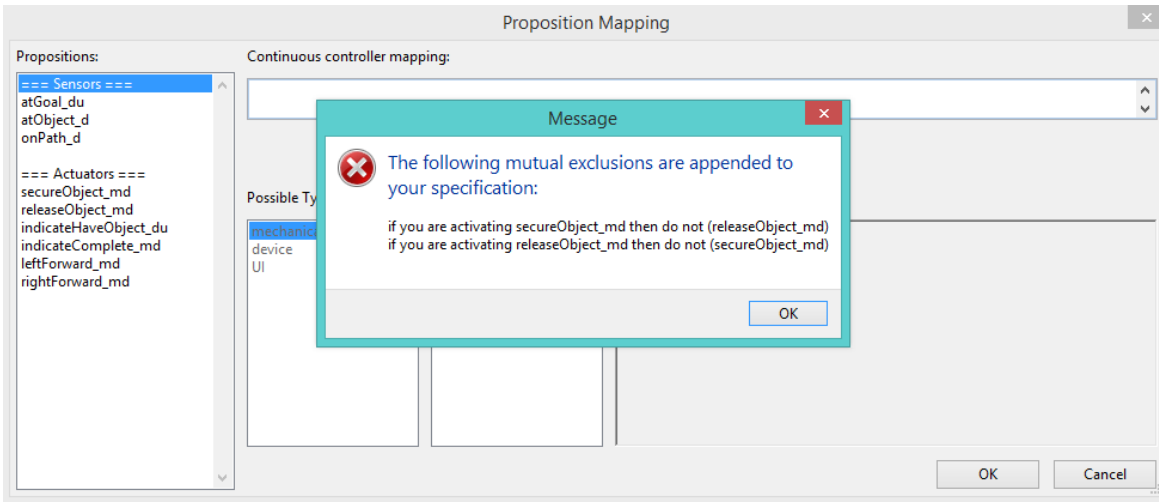 Proposition Mapping
Propositions:
Continuous controller mapping:
=== Sensors ===
atGoal_du
atObject_d
onPath_d
=== Actuators ===
secureObject_md
releaseObject_md
indicateHaveObject_du
indicateComplete_md
leftForward_md
rightForward_md
Possible Ty
device
UI
Message
The following mutual exclusions are appended to
your specification:
if you are activating secureObject_md then do not (releaseObject_md)
if you are activating releaseObject_md then do not (secureObject_md)
OK
OK
Cancel